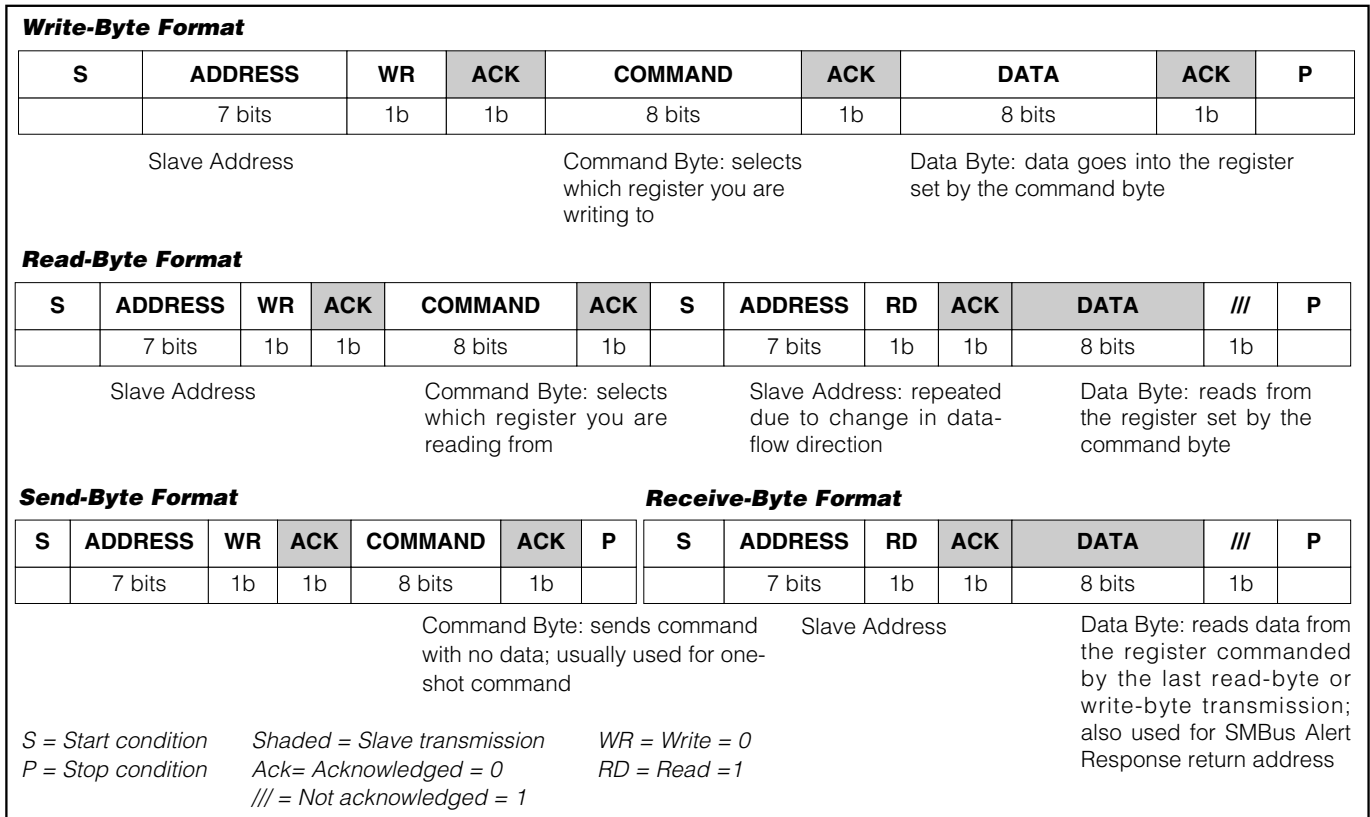 Write-Byte Format
S ADDRESS WR ACK COMMAND ACK DATA ACK P
7 bits 1b 1b 8 bits 1b 8 bits 1b
Slave Address
Command Byte: selects
which register you are
writing to
Data Byte: data goes into the register
set by the command byte
Read-Byte Format
S ADDRESS WR ACK COMMAND ACK S ADDRESS RD ACK DATA /// P
7 bits 1b 1b 8 bits 1b 7 bits 1b 1b 8 bits 1b
Slave Address
Command Byte: selects
which register you are
reading from
Slave Address: repeated
due to change in data-
flow direction
Data Byte: reads from
the register set by the
command byte
Send-Byte Format
S ADDRESS WR ACK COMMAND ACK P
7 bits 1b 1b 8 bits 1b
Command Byte: sends command
with no data; usually used for one-
shot command
Receive-Byte Format
S ADDRESS RD ACK DATA /// P
7 bits 1b 1b 8 bits 1b
Slave Address
Data Byte: reads data from
the register commanded
by the last read-byte or
write-byte transmission;
also used for SMBus Alert
Response return address
S = Start condition
P = Stop condition
Shaded = Slave transmission
Ack= Acknowledged = 0
/// = Not acknowledged = 1
WR = Write = 0
RD = Read =1